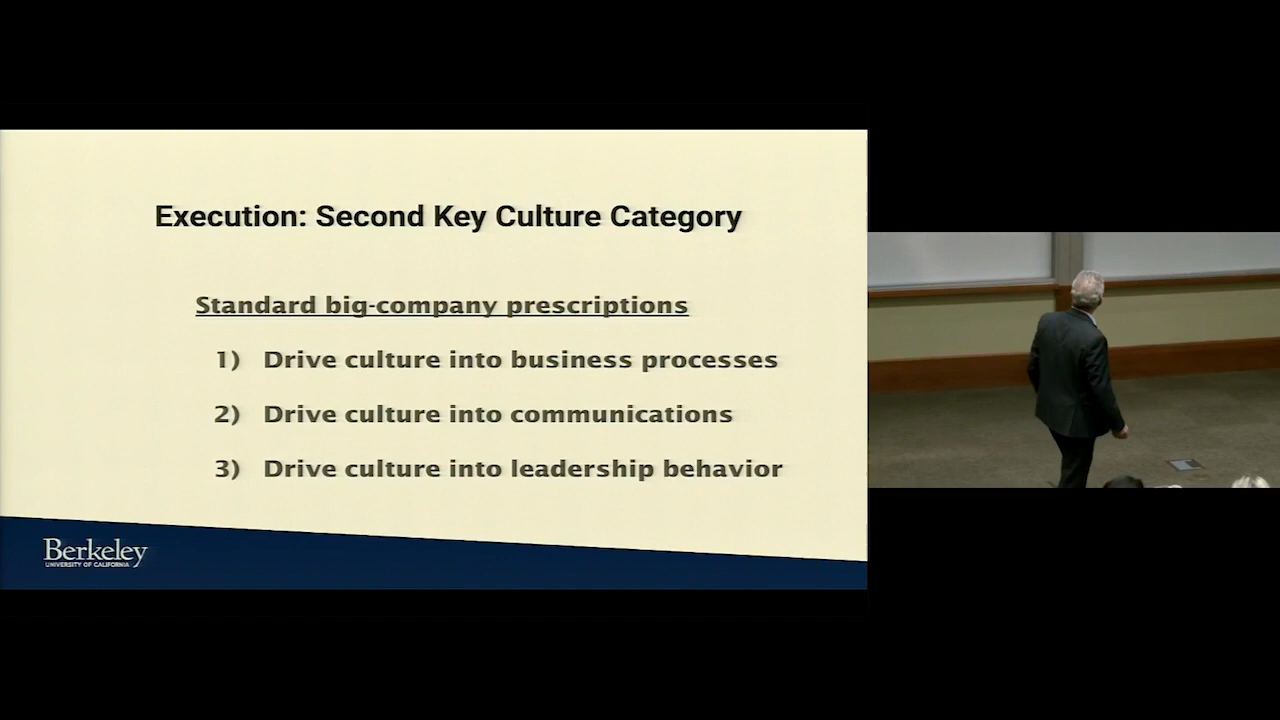 Execution: Second Key Culture Category
Standard big-company prescriptions
1) Drive culture into business processes
2) Drive culture into communications
3) Drive culture into leadership behavior
Berkeley
UNIVERSITY OF CALIFORNIA